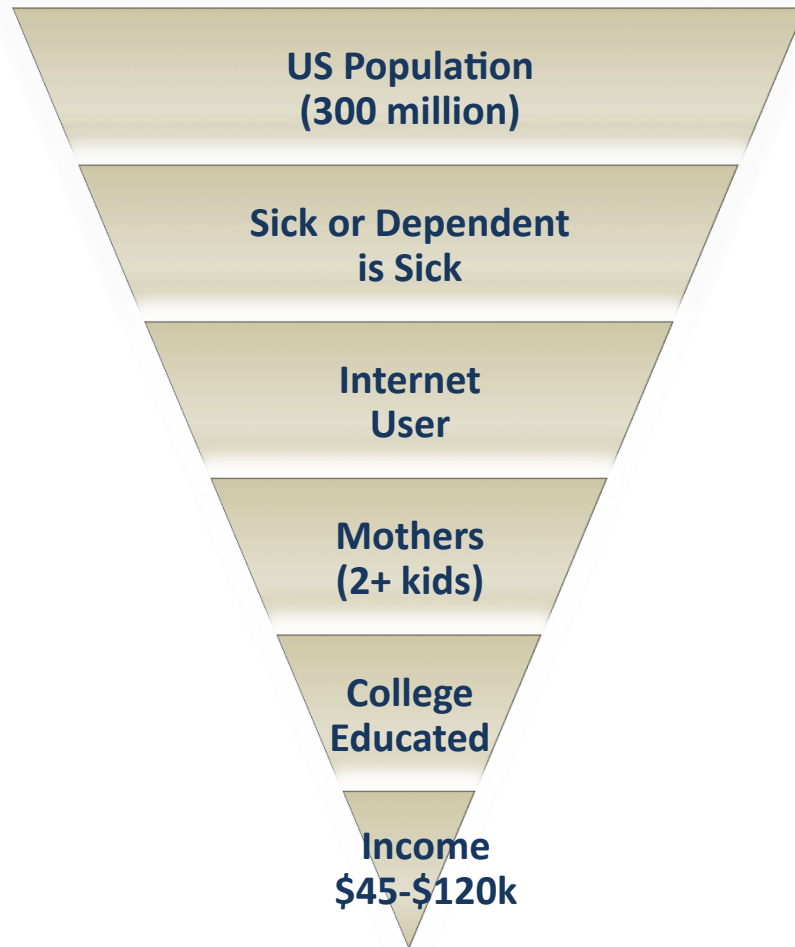 US Population
(300 million)
Sick or Dependent
is Sick
Internet
User
Mothers
(2+ kids)
College
Educated
Income
$45-$120k